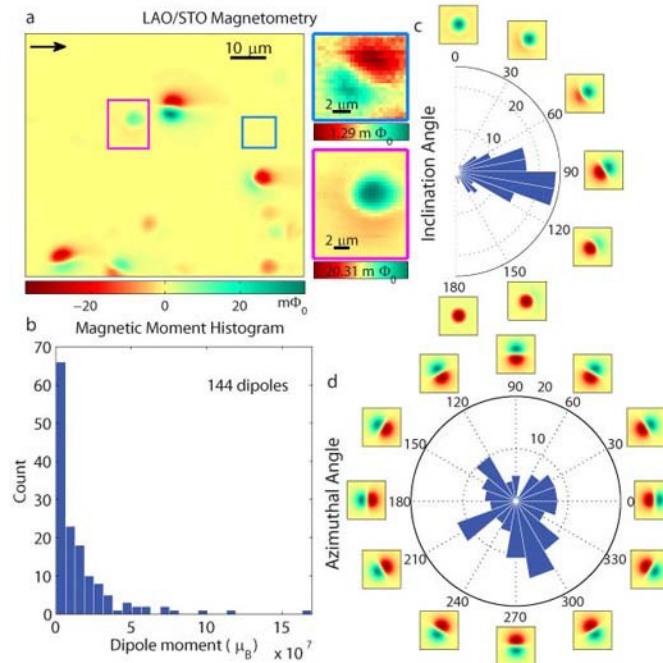 LAO/STO Magnetometry
a
10 μm
2 μm
1.29 m Φ0
2 μm
20.31 m Φ0
−20
0
20
mΦ0
b
Magnetic Moment Histogram
144 dipoles
Count
70
60
50
40
30
20
10
0
0
5
10
15
Dipole moment ( μB )
x 10^7
c
Inclination Angle
0
30
60
90
120
150
180
20
10
d
Azimuthal Angle
90
20
60
10
30
0
330
300
270
240
210
180
150
120